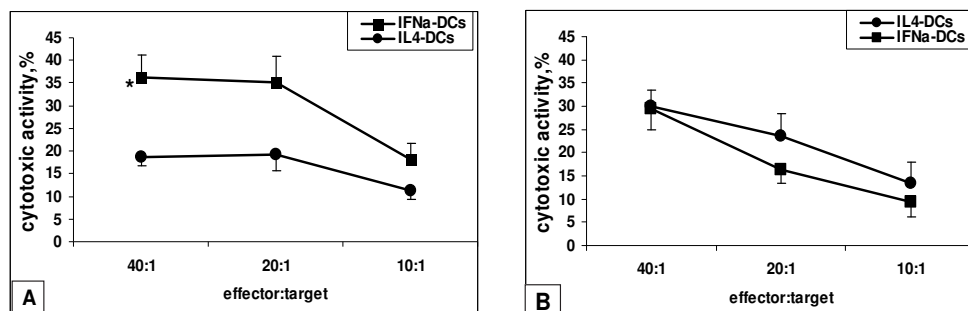 IFNa-DCs
IL4-DCs
cytotoxic activity,%
45
40
35
30
25
20
15
10
5
0
*
40:1
20:1
10:1
effector:target
A
IL4-DCs
IFNa-DCs
cytotoxic activity,%
45
40
35
30
25
20
15
10
5
0
40:1
20:1
10:1
effector:target
B